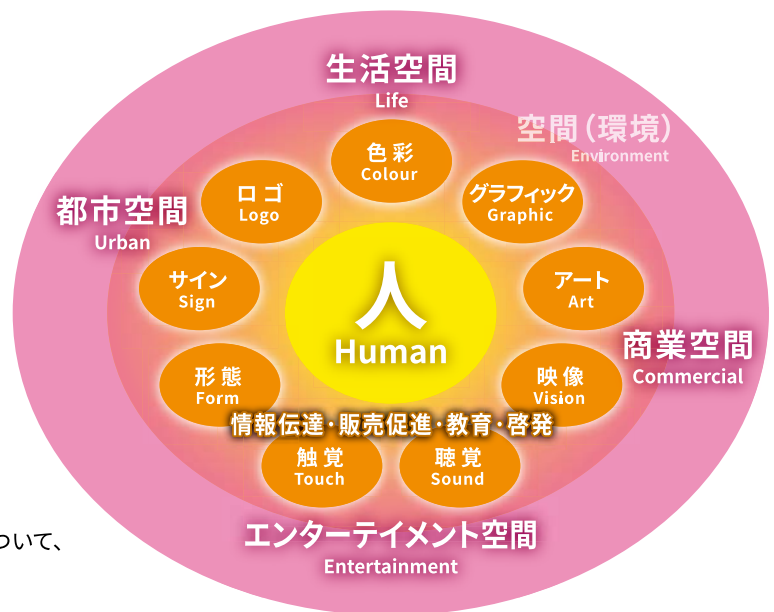 生活空間
Life
空間(環境)
Environment
色彩
Colour
ロゴ
Logo
グラフィック
Graphic
都市空間
Urban
サイン
Sign
アート
Art
人
Human
商業空間
Commercial
形態
Form
映像
Vision
情報伝達・販売促進・教育・啓発
触覚
Touch
聴覚
Sound
エンターテイメント空間
Entertainment
ついて、